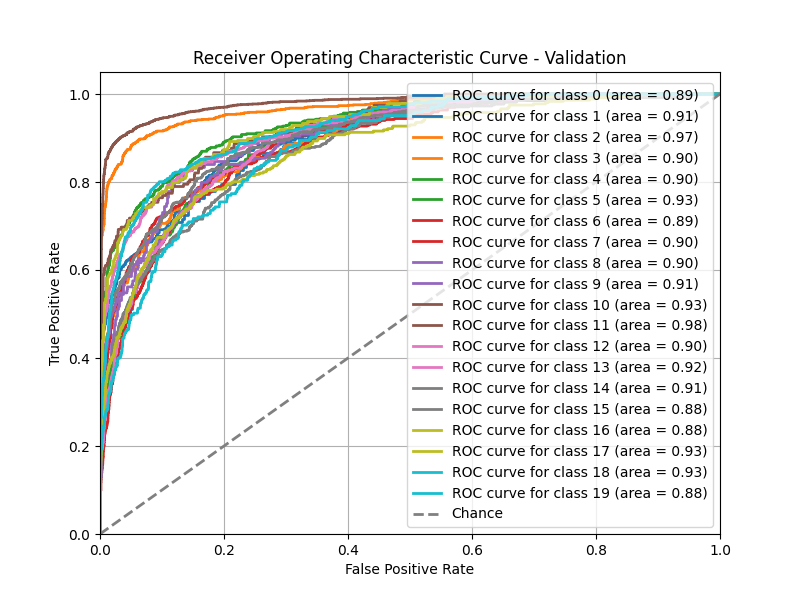 Receiver Operating Characteristic Curve - Validation
True Positive Rate
1.0
0.8
0.6
0.4
0.2
0.0
ROC curve for class 0 (area = 0.89)
ROC curve for class 1 (area = 0.91)
ROC curve for class 2 (area = 0.97)
ROC curve for class 3 (area = 0.90)
ROC curve for class 4 (area = 0.90)
ROC curve for class 5 (area = 0.93)
ROC curve for class 6 (area = 0.89)
ROC curve for class 7 (area = 0.90)
ROC curve for class 8 (area = 0.90)
ROC curve for class 9 (area = 0.91)
ROC curve for class 10 (area = 0.93)
ROC curve for class 11 (area = 0.98)
ROC curve for class 12 (area = 0.90)
ROC curve for class 13 (area = 0.92)
ROC curve for class 14 (area = 0.91)
ROC curve for class 15 (area = 0.88)
ROC curve for class 16 (area = 0.88)
ROC curve for class 17 (area = 0.93)
ROC curve for class 18 (area = 0.93)
ROC curve for class 19 (area = 0.88)
Chance
0.0 0.2 0.4 0.6 0.8 1.0
False Positive Rate